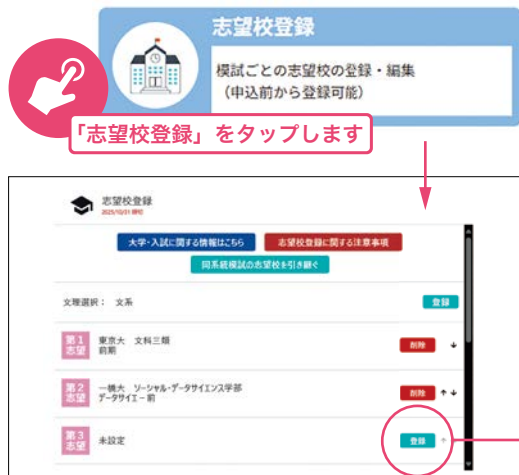 志望校登録
模試ごとの志望校の登録・編集
（申込前から登録可能）
「志望校登録」をタップします
志望校登録
2025/10/31 締切
大学・入試に関する情報はこちら
志望校登録に関する注意事項
同系統模試の志望校を引き継ぐ
文理選択： 文系
登録
第1志望
東京大 文科三類
前期
削除 ↓
第2志望
一橋大 ソーシャル・データサイエンス学部
データサイエ－前
削除 ↑ ↓
第3志望
未設定
登録 ↑